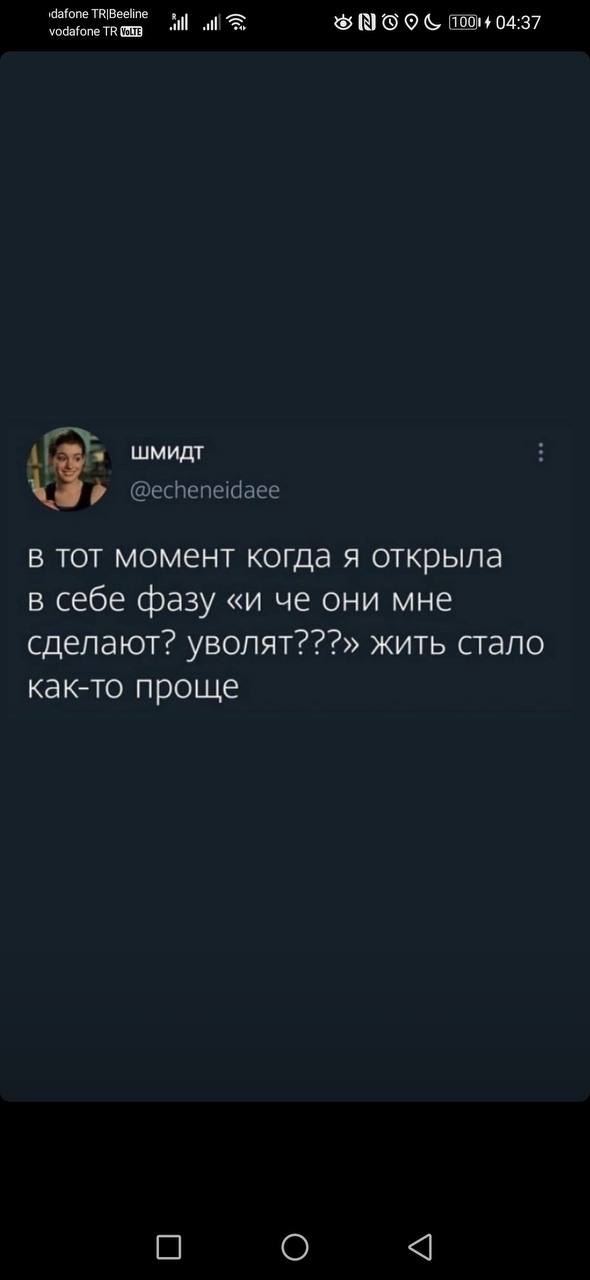 vodafone TR|Beeline
vodafone TR VoLTE
R
100
04:37
шмидт
@echeneidaee
в тот момент когда я открыла
в себе фазу «и че они мне
сделают? уволят???» жить стало
как-то проще